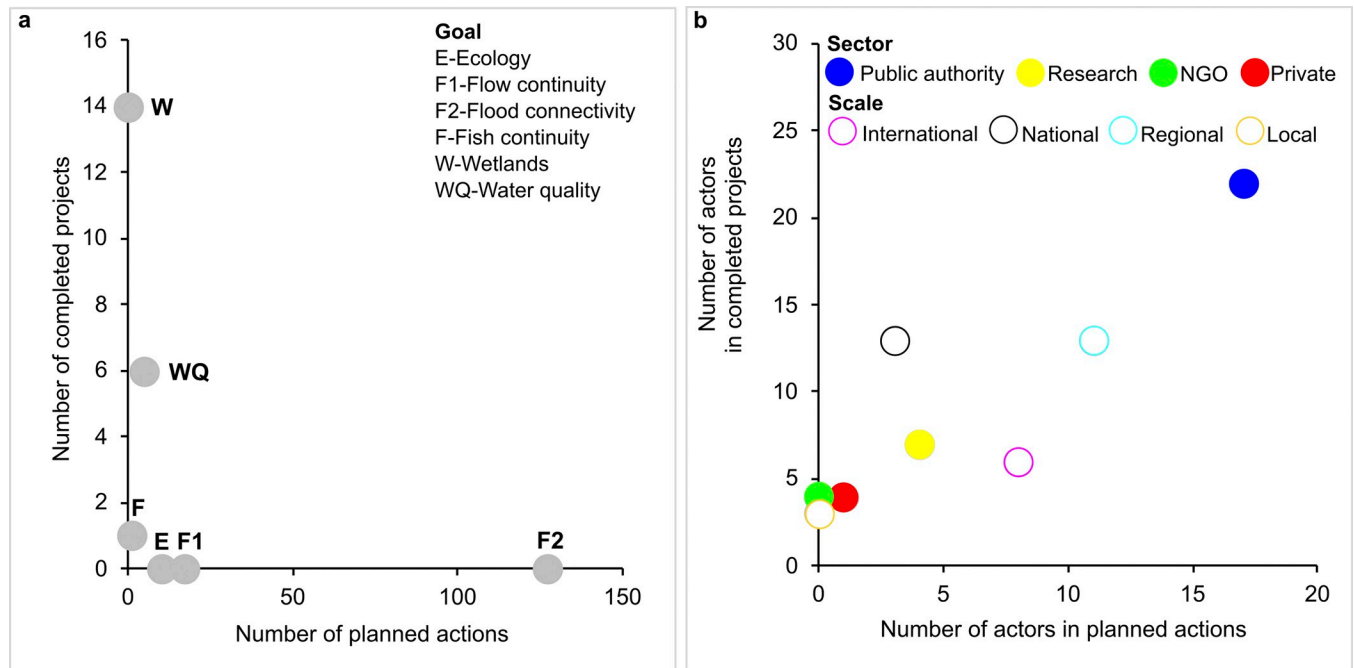 a
16
14
12
10
8
6
4
2
0
0
50
100
150
Number of completed projects
Number of planned actions
W
WQ
F
E
F1
F2
Goal
E-Ecology
F1-Flow continuity
F2-Flood connectivity
F-Fish continuity
W-Wetlands
WQ-Water quality
b
30
25
20
15
10
5
0
0
5
10
15
20
Number of actors
in completed projects
Number of actors in planned actions
Sector
Public authority
Research
NGO
Private
Scale
International
National
Regional
Local